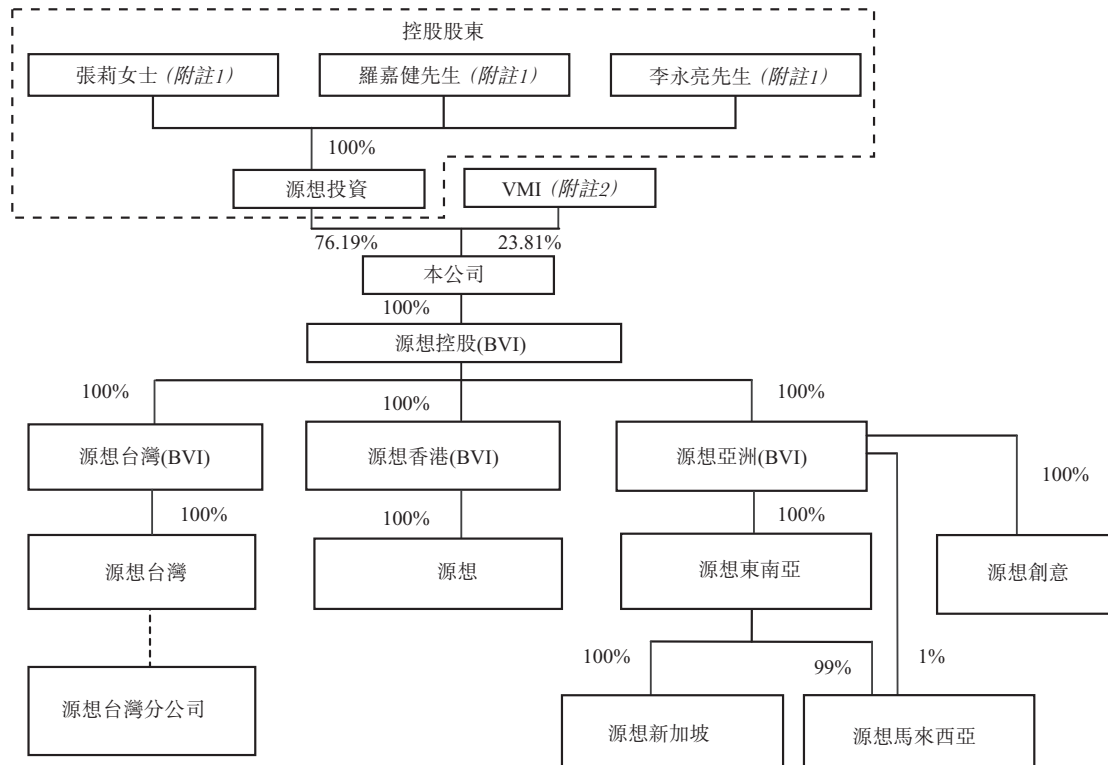 控股股東
張莉女士（附註1）
羅嘉健先生（附註1）
李永亮先生（附註1）
100%
源想投資
VMI（附註2）
76.19%
23.81%
本公司
100%
源想控股(BVI)
100%
100%
100%
源想台灣(BVI)
源想香港(BVI)
源想亞洲(BVI)
100%
100%
100%
100%
源想台灣
源想
源想東南亞
源想創意
100%
99%
1%
源想台灣分公司
源想新加坡
源想馬來西亞